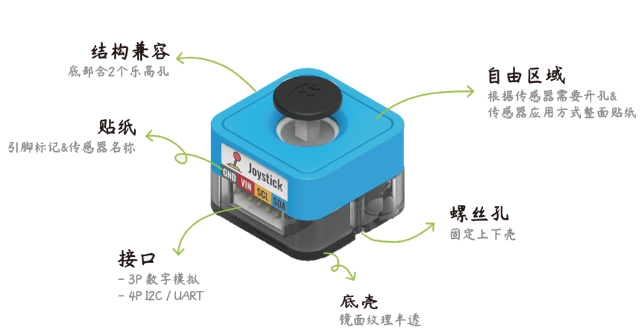 结构兼容
底部含2个乐高孔
自由区域
根据传感器需要开孔&
传感器应用方式整面贴纸
贴纸
引脚标记&传感器名称
Joystick
GND VIN SCL SDA
螺丝孔
固定上下壳
接口
- 3P 数字模拟
- 4P I2C / UART
底壳
镜面纹理半透